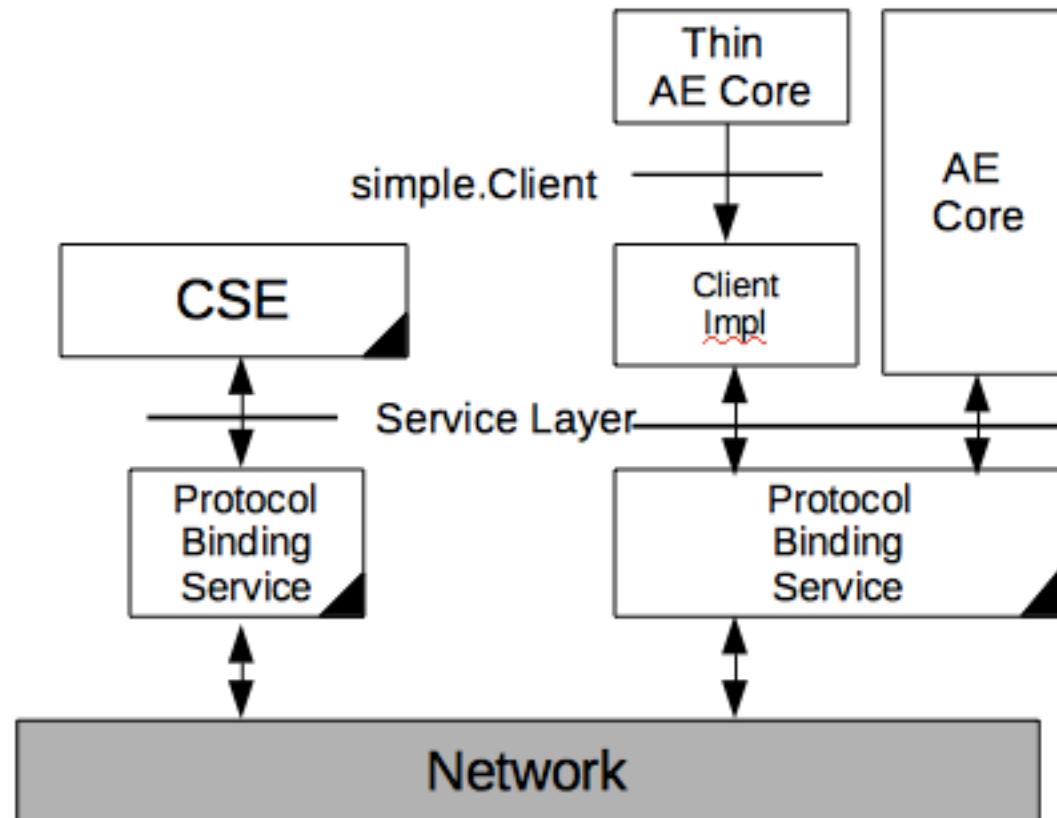 Thin
AE Core
AE
Core
simple.Client
CSE
Client
Impl
Service Layer
Protocol
Binding
Service
Protocol
Binding
Service
Network